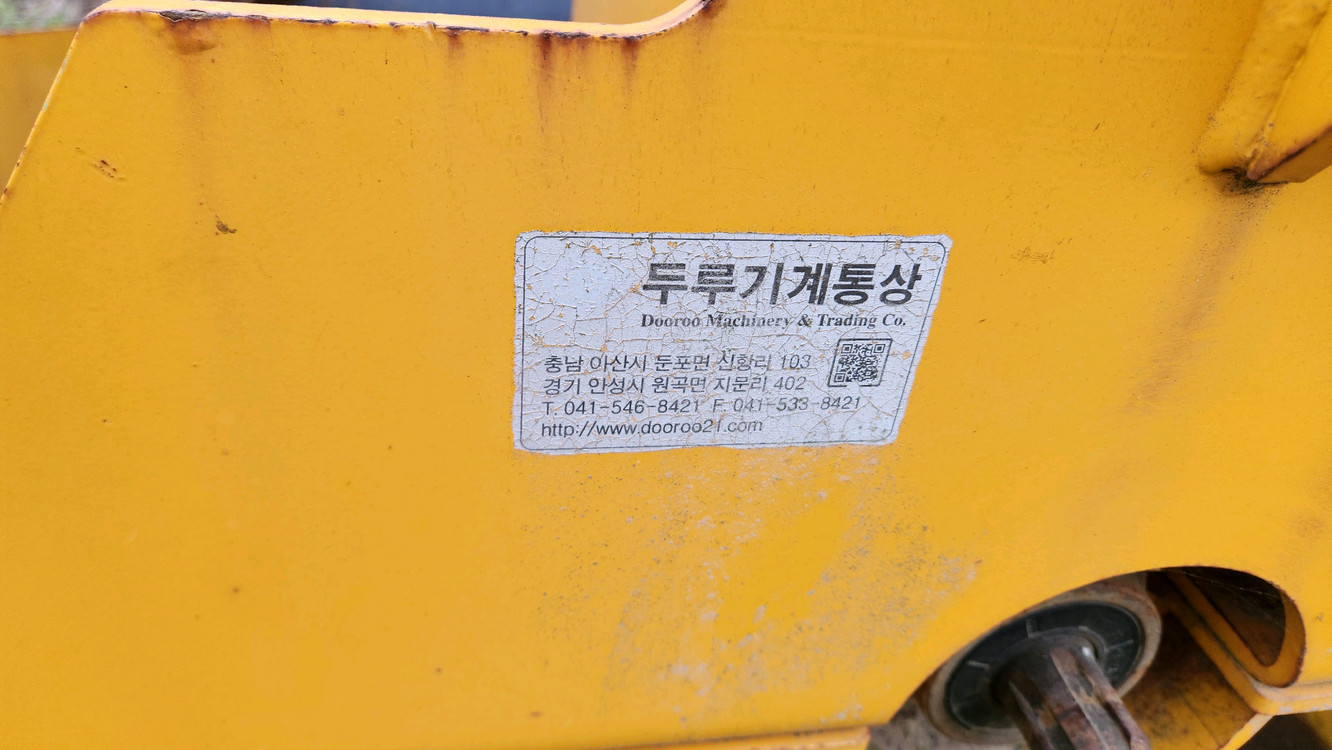 두루기계통상
Dooroo Machinery & Trading Co.
충남 아산시 둔포면 신항리 103
경기 안성시 원곡면 지문리 402
T. 041-546-8421 F. 041-533-8421
http://www.dooroo21.com